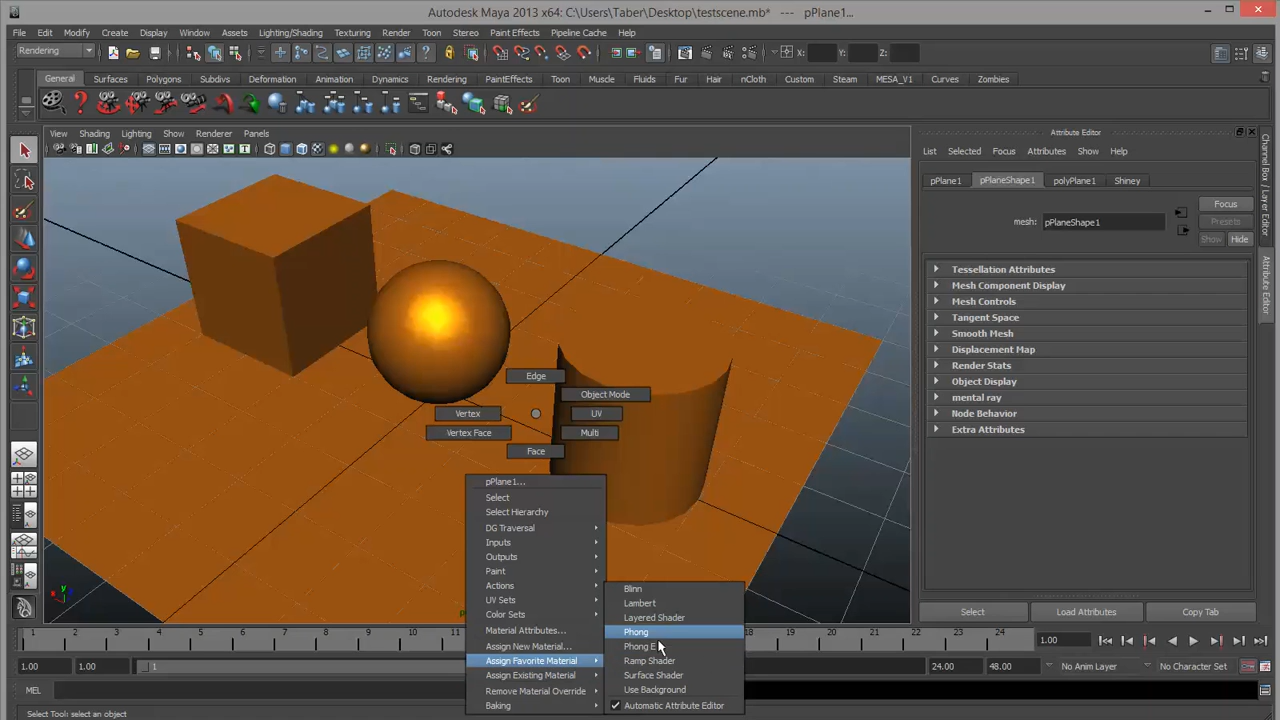 Autodesk Maya 2013 x64: C:\Users\Taber\Desktop\testscene.mb* --- pPlane1...
File Edit Modify Create Display Window Assets Lighting/Shading Texturing Render Toon Stereo Paint Effects Pipeline Cache Help
Rendering X: Y: Z:
General Surfaces Polygons Subdivs Deformation Animation Dynamics Rendering PaintEffects Toon Muscle Fluids Fur Hair nCloth Custom Steam MESA_V1 Curves Zombies
View Shading Lighting Show Renderer Panels
Attribute Editor
List Selected Focus Attributes Show Help
pPlane1 pPlaneShape1 polyPlane1 Shiney
Focus
mesh: pPlaneShape1
Presets
Show Hide
Tessellation Attributes
Mesh Component Display
Mesh Controls
Tangent Space
Smooth Mesh
Displacement Map
Render Stats
Object Display
mental ray
Node Behavior
Extra Attributes
Select Load Attributes Copy Tab
Channel Box / Layer Editor
Attribute Editor
Edge
Object Mode
Vertex UV
Vertex Face Multi
Face
pPlane1...
Select
Select Hierarchy
DG Traversal
Inputs
Outputs
Paint
Actions
UV Sets
Color Sets
Material Attributes...
Assign New Material...
Assign Favorite Material
Assign Existing Material
Remove Material Override
Baking
Blinn
Lambert
Layered Shader
Phong
Phong E
Ramp Shader
Surface Shader
Use Background
Automatic Attribute Editor
y
1 2 3 4 5 6 7 8 9 10 11 18 19 20 21 22 23 24 1.00
1.00 1.00 1 24.00 48.00 No Anim Layer No Character Set
MEL
Select Tool: select an object